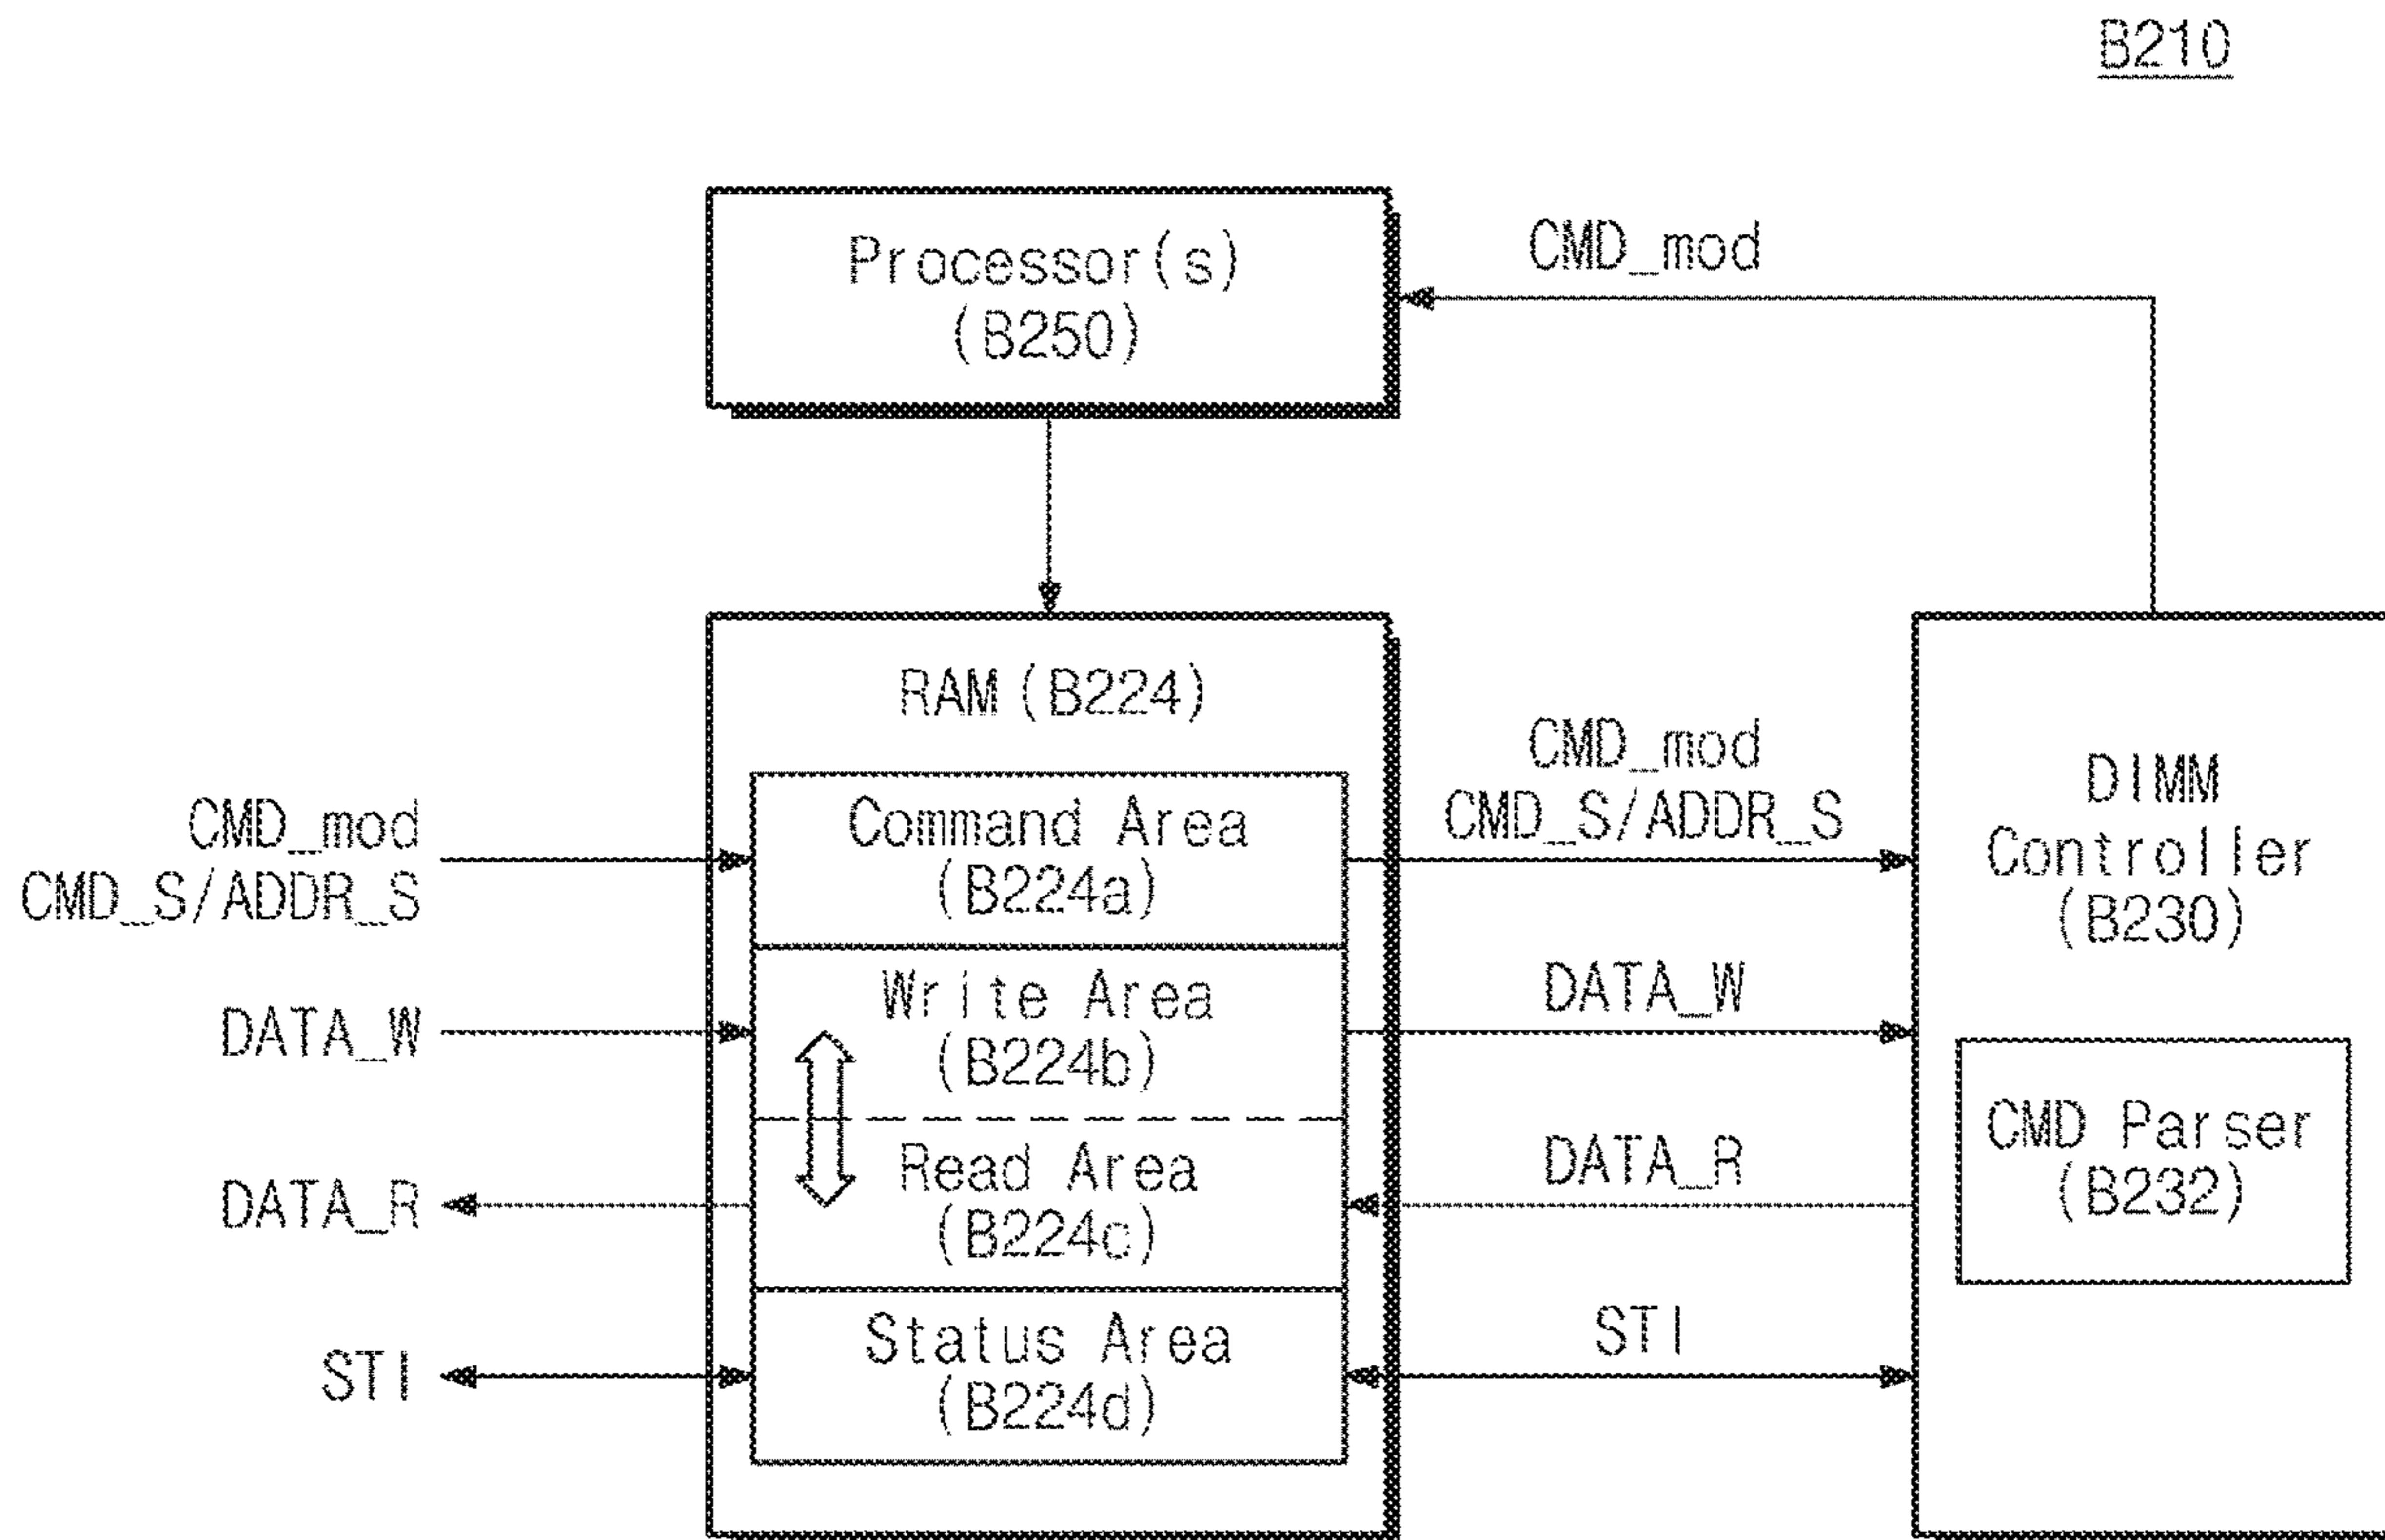 B210
Processor(s)
(B250)
CMD_mod
RAM (B224)
CMD_mod
CMD_S/ADDR_S
Command Area
(B224a)
CMD_mod
CMD_S/ADDR_S
DIMM
Controller
(B230)
DATA_W
Write Area
(B224b)
DATA_W
DATA_R
Read Area
(B224c)
DATA_R
CMD Parser
(B232)
STI
Status Area
(B224d)
STI